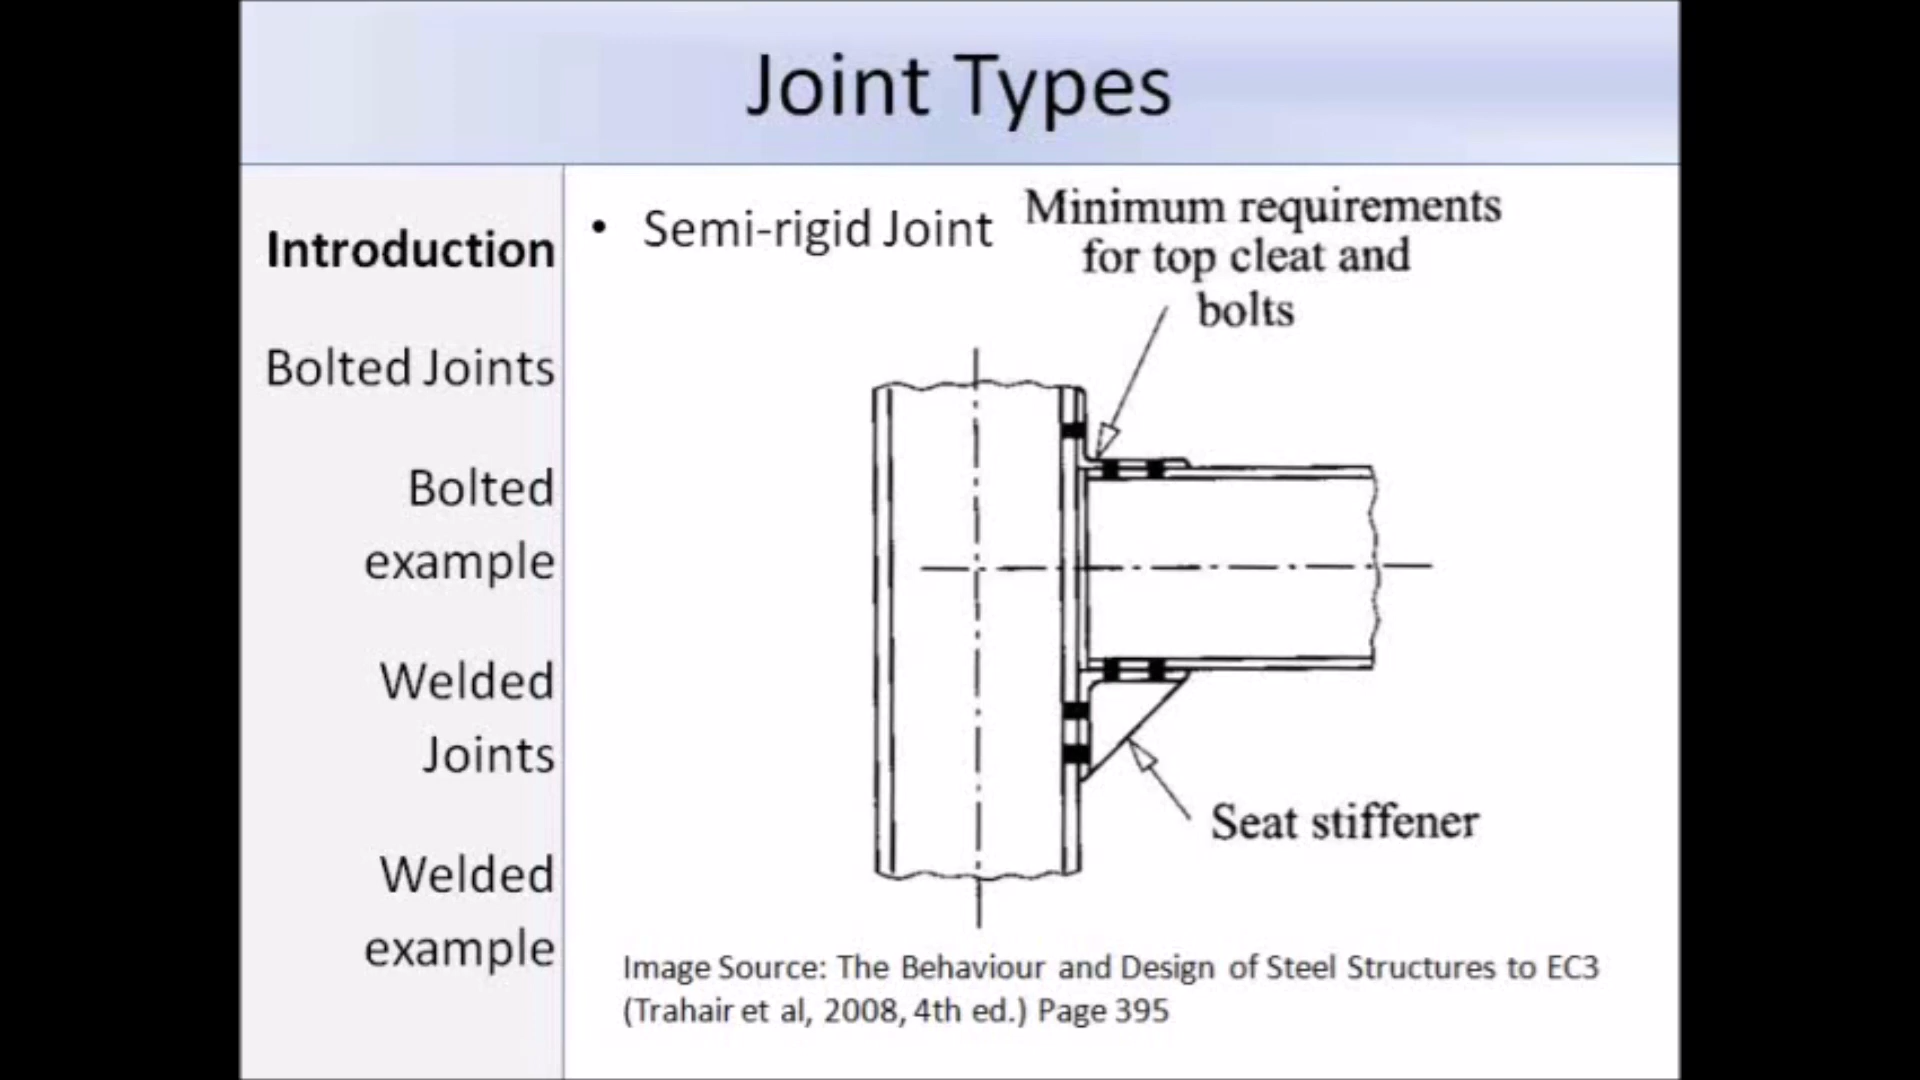 Joint Types
Introduction
Bolted Joints
Bolted
example
Welded
Joints
Welded
example
• Semi-rigid Joint
Minimum requirements
for top cleat and
bolts
Seat stiffener
Image Source: The Behaviour and Design of Steel Structures to EC3
(Trahair et al, 2008, 4th ed.) Page 395